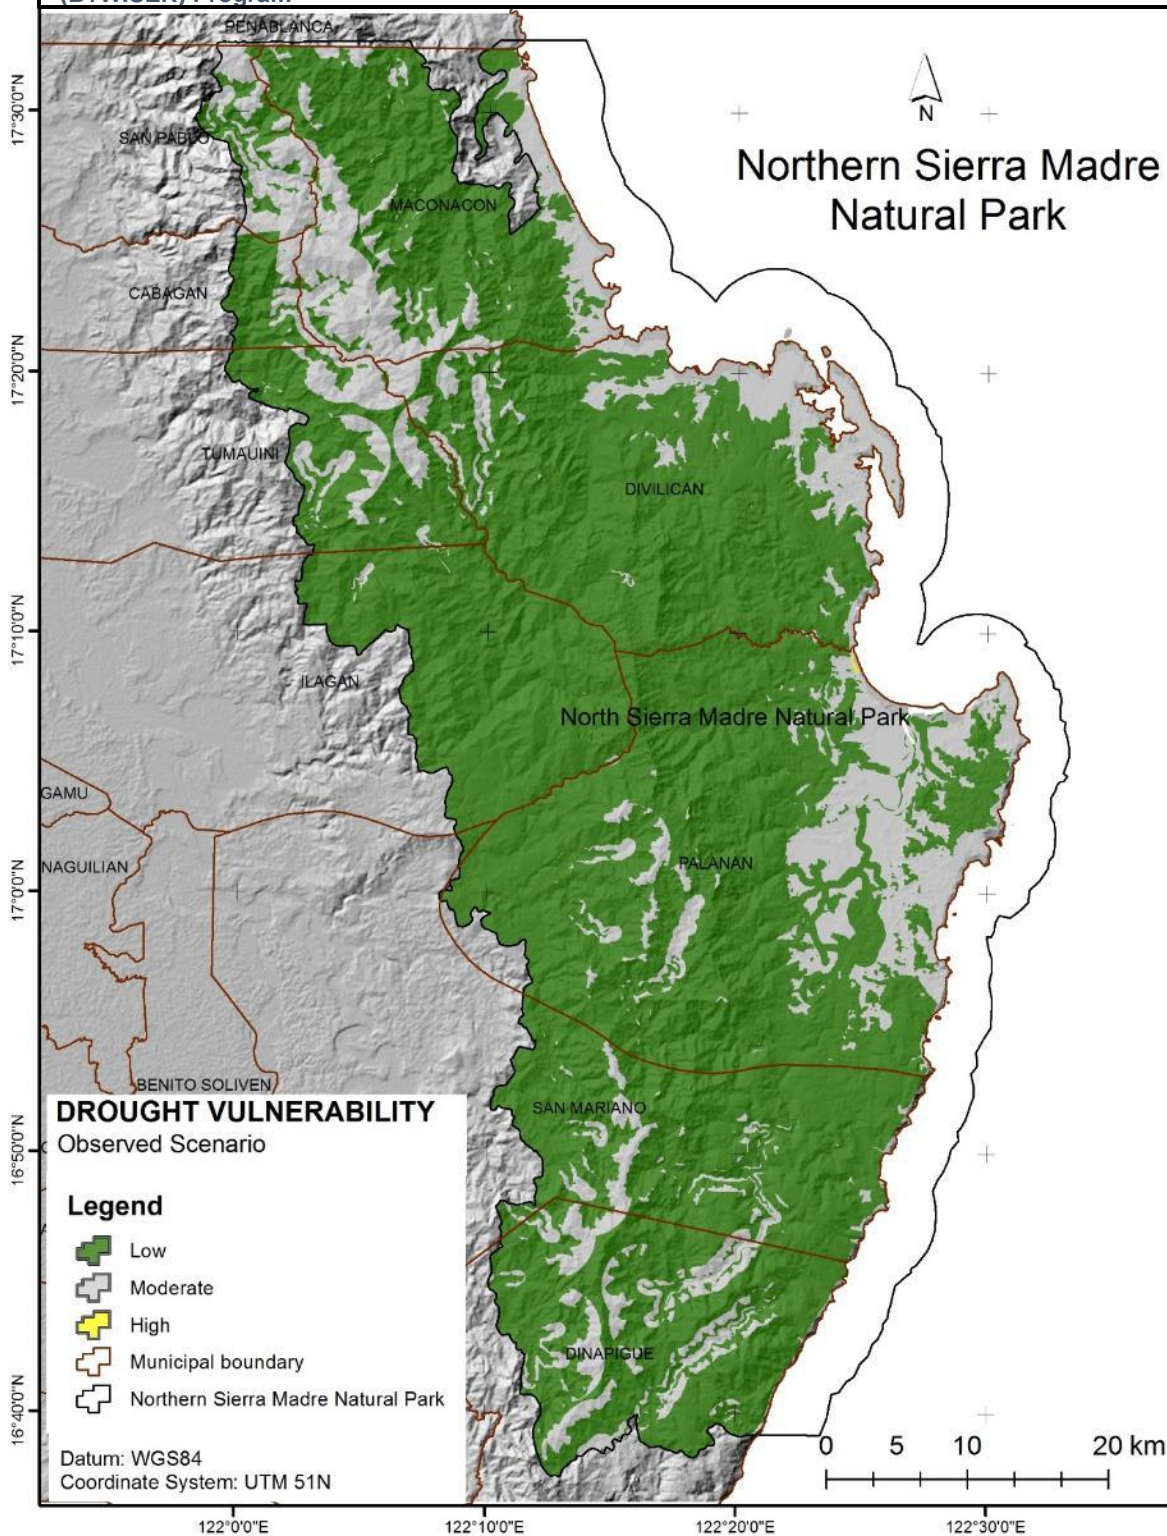 (B+WISER) Program
PENABLANCA
N
Northern Sierra Madre
Natural Park
SAN PABLO
MACONACON
CABAGAN
TUMAUINI
DIVILICAN
ILAGAN
North Sierra Madre Natural Park
GAMU
NAGUILIAN
PALANAN
BENITO SOLIVEN
SAN MARIANO
DINAPIGUE
DROUGHT VULNERABILITY
Observed Scenario
Legend
Low
Moderate
High
Municipal boundary
Northern Sierra Madre Natural Park
Datum: WGS84
Coordinate System: UTM 51N
0 5 10 20 km
17°30'0"N
17°20'0"N
17°10'0"N
17°0'0"N
16°50'0"N
16°40'0"N
122°0'0"E 122°10'0"E 122°20'0"E 122°30'0"E